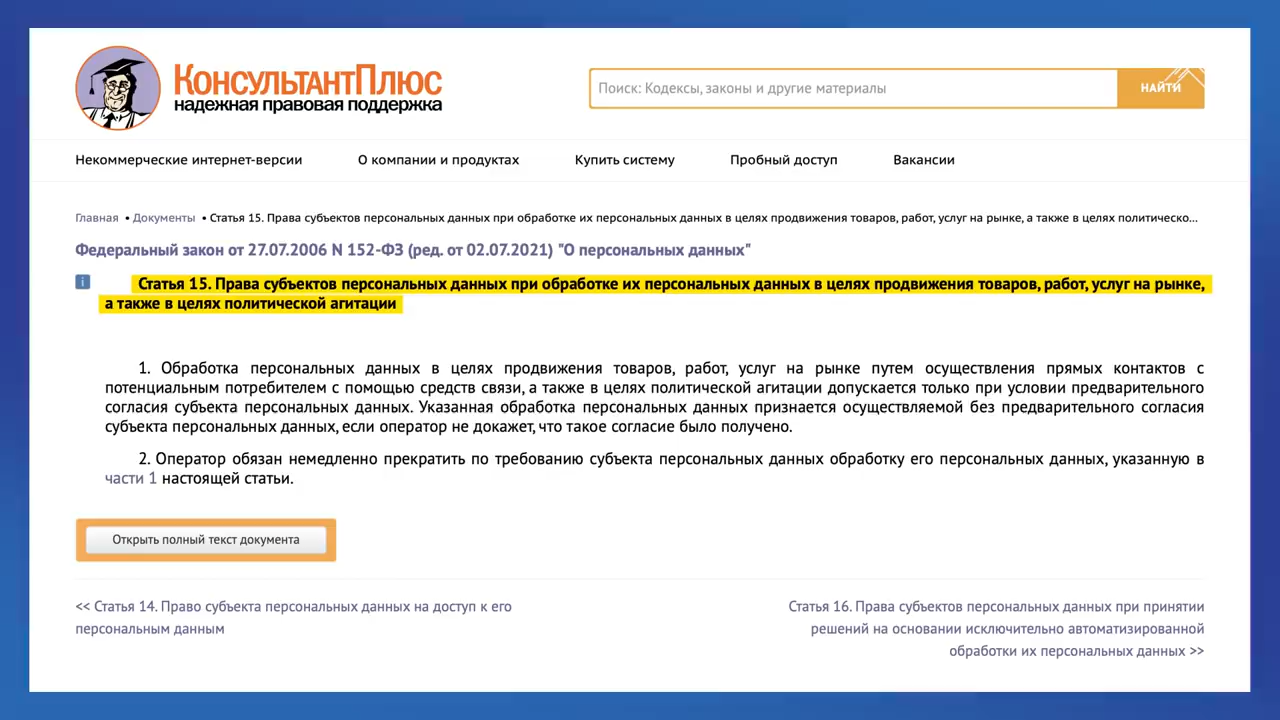 КонсультантПлюс
надежная правовая поддержка
Поиск: Кодексы, законы и другие материалы
НАЙТИ
Некоммерческие интернет-версии
О компании и продуктах
Купить систему
Пробный доступ
Вакансии
Главная • Документы • Статья 15. Права субъектов персональных данных при обработке их персональных данных в целях продвижения товаров, работ, услуг на рынке, а также в целях политическо...
Федеральный закон от 27.07.2006 N 152-ФЗ (ред. от 02.07.2021) "О персональных данных"
i
Статья 15. Права субъектов персональных данных при обработке их персональных данных в целях продвижения товаров, работ, услуг на рынке,
а также в целях политической агитации
1. Обработка персональных данных в целях продвижения товаров, работ, услуг на рынке путем осуществления прямых контактов с
потенциальным потребителем с помощью средств связи, а также в целях политической агитации допускается только при условии предварительного
согласия субъекта персональных данных. Указанная обработка персональных данных признается осуществляемой без предварительного согласия
субъекта персональных данных, если оператор не докажет, что такое согласие было получено.
2. Оператор обязан немедленно прекратить по требованию субъекта персональных данных обработку его персональных данных, указанную в
части 1 настоящей статьи.
Открыть полный текст документа
<< Статья 14. Право субъекта персональных данных на доступ к его
персональным данным
Статья 16. Права субъектов персональных данных при принятии
решений на основании исключительно автоматизированной
обработки их персональных данных >>